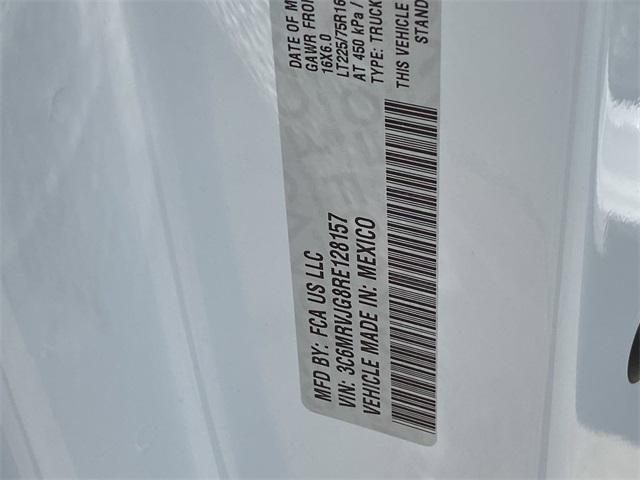 MFD BY: FCA US LLC
VIN: 3C6MRVJG8RE128157
VEHICLE MADE IN: MEXICO
DATE OF M
GAWR FRON
16X6.0
LT225/75R16
AT 450 kPa /
TYPE: TRUCK
THIS VEHICLE
STAND